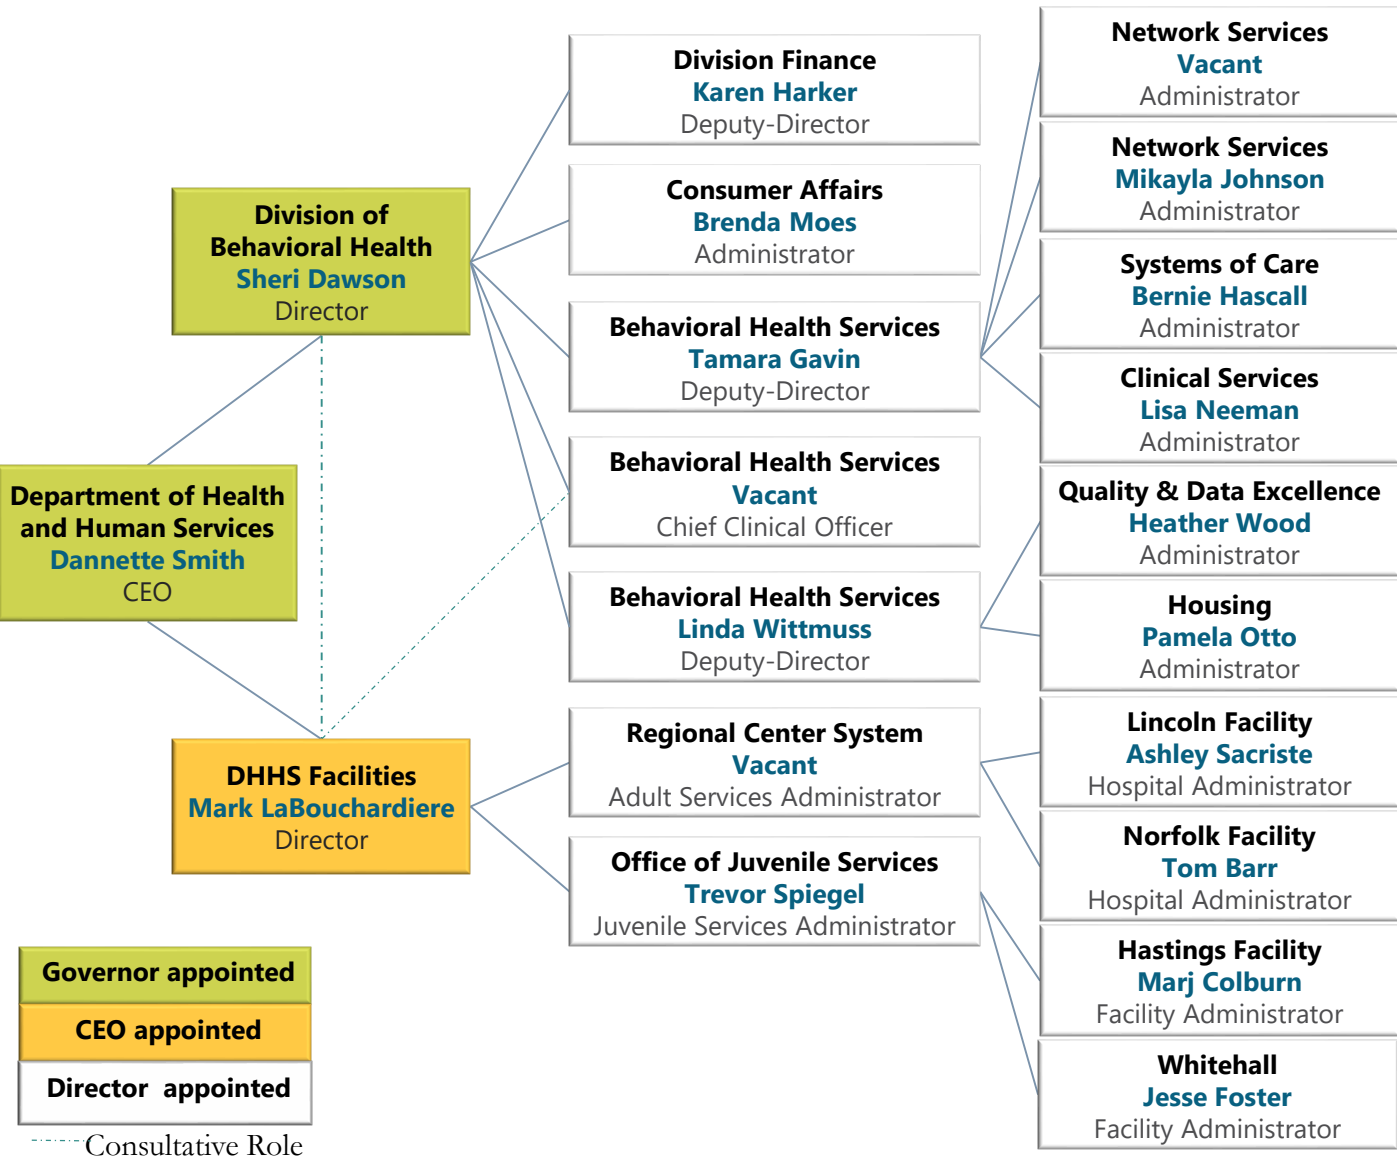 Department of Health
and Human Services
Dannette Smith
CEO
Division of
Behavioral Health
Sheri Dawson
Director
DHHS Facilities
Mark LaBouchardiere
Director
Division Finance
Karen Harker
Deputy-Director
Consumer Affairs
Brenda Moes
Administrator
Behavioral Health Services
Tamara Gavin
Deputy-Director
Behavioral Health Services
Vacant
Chief Clinical Officer
Behavioral Health Services
Linda Wittmuss
Deputy-Director
Regional Center System
Vacant
Adult Services Administrator
Office of Juvenile Services
Trevor Spiegel
Juvenile Services Administrator
Network Services
Vacant
Administrator
Network Services
Mikayla Johnson
Administrator
Systems of Care
Bernie Hascall
Administrator
Clinical Services
Lisa Neeman
Administrator
Quality & Data Excellence
Heather Wood
Administrator
Housing
Pamela Otto
Administrator
Lincoln Facility
Ashley Sacriste
Hospital Administrator
Norfolk Facility
Tom Barr
Hospital Administrator
Hastings Facility
Marj Colburn
Facility Administrator
Whitehall
Jesse Foster
Facility Administrator
Governor appointed
CEO appointed
Director appointed
Consultative Role